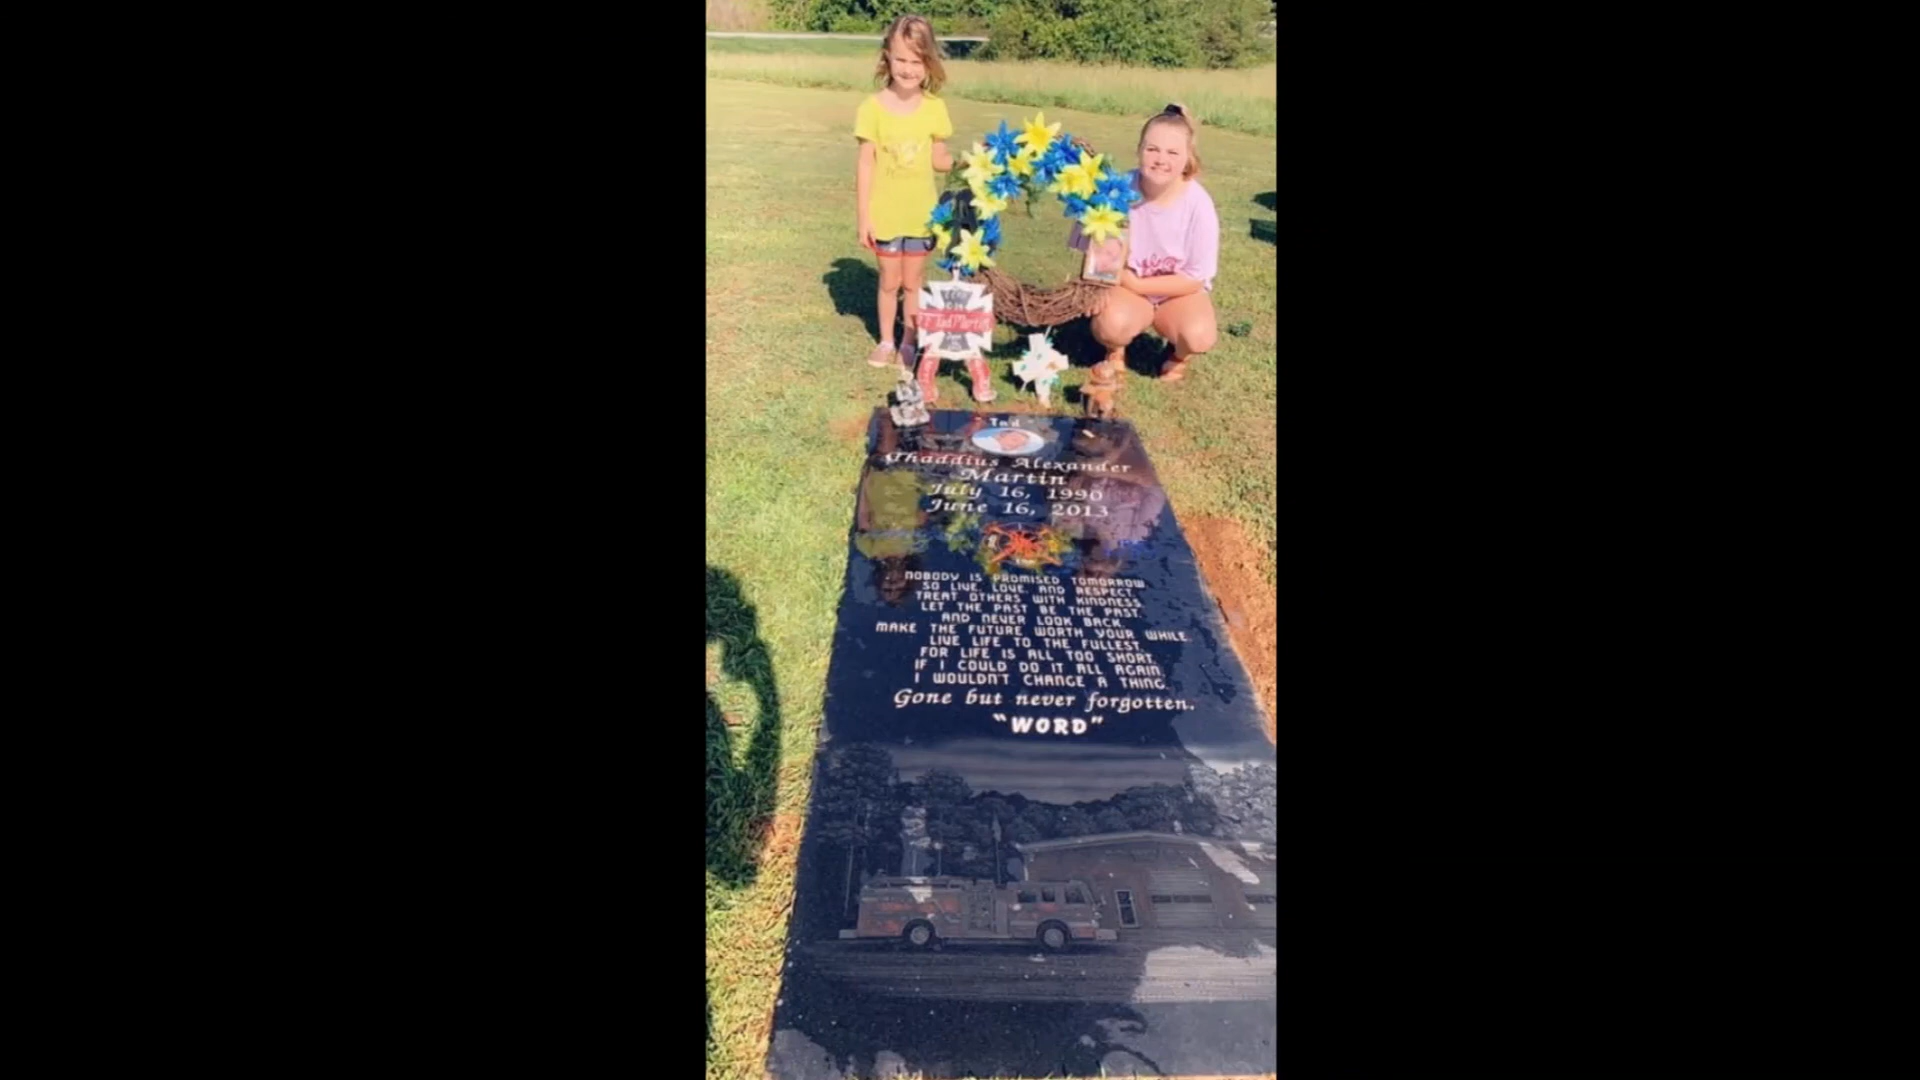 Tad Martin
"Tad"
Thaddius Alexander
Martin
July 16, 1990
June 16, 2013
NOBODY IS PROMISED TOMORROW
SO LIVE, LOVE, AND RESPECT.
TREAT OTHERS WITH KINDNESS.
LET THE PAST BE THE PAST.
AND NEVER LOOK BACK.
MAKE THE FUTURE WORTH YOUR WHILE.
LIVE LIFE TO THE FULLEST.
FOR LIFE IS ALL TOO SHORT.
IF I COULD DO IT ALL AGAIN.
I WOULDN'T CHANGE A THING.
Gone but never forgotten.
"WORD"